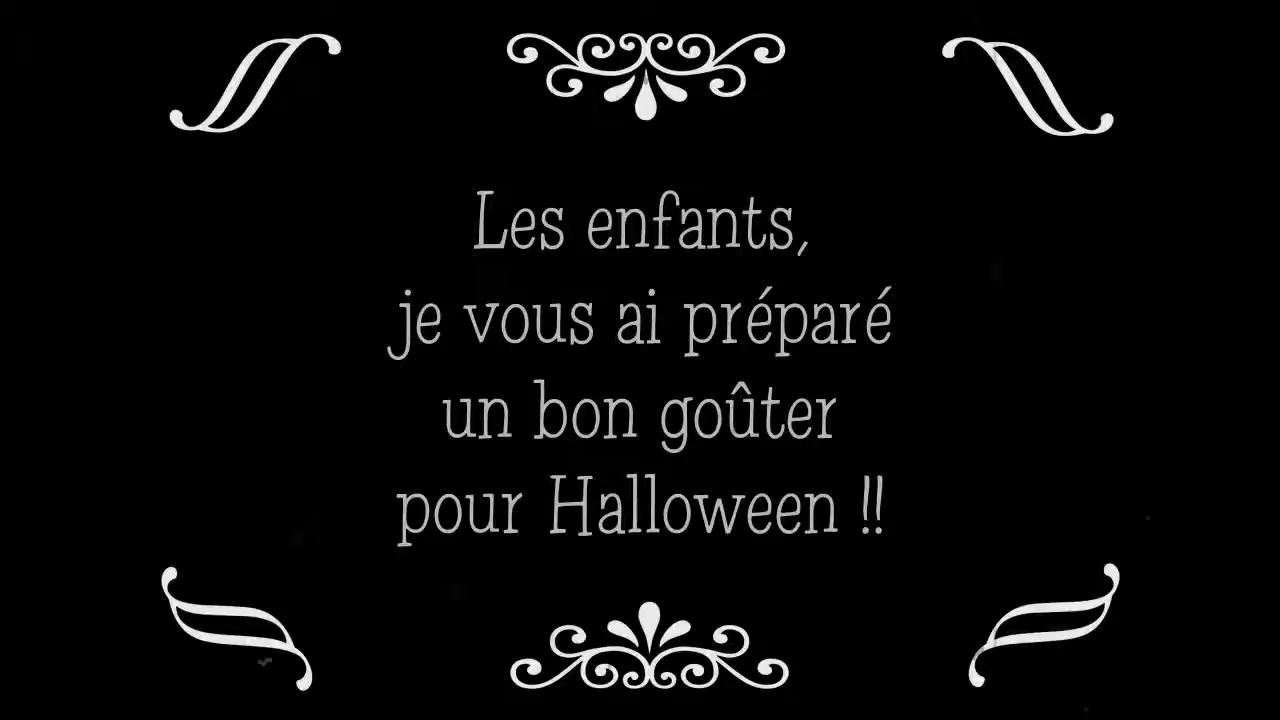 Les enfants,
je vous ai préparé
un bon goûter
pour Halloween !!